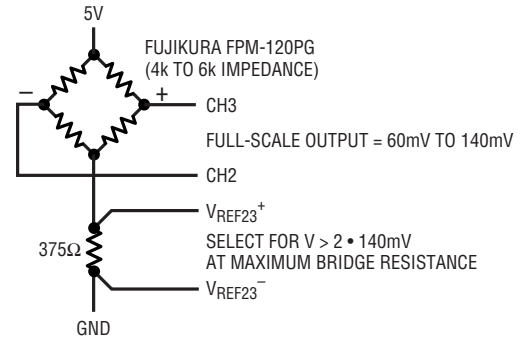 5V
FUJIKURA FPM-120PG
(4k TO 6k IMPEDANCE)
–
+
CH3
FULL-SCALE OUTPUT = 60mV TO 140mV
CH2
VREF23+
375Ω
SELECT FOR V > 2 • 140mV
AT MAXIMUM BRIDGE RESISTANCE
VREF23–
GND